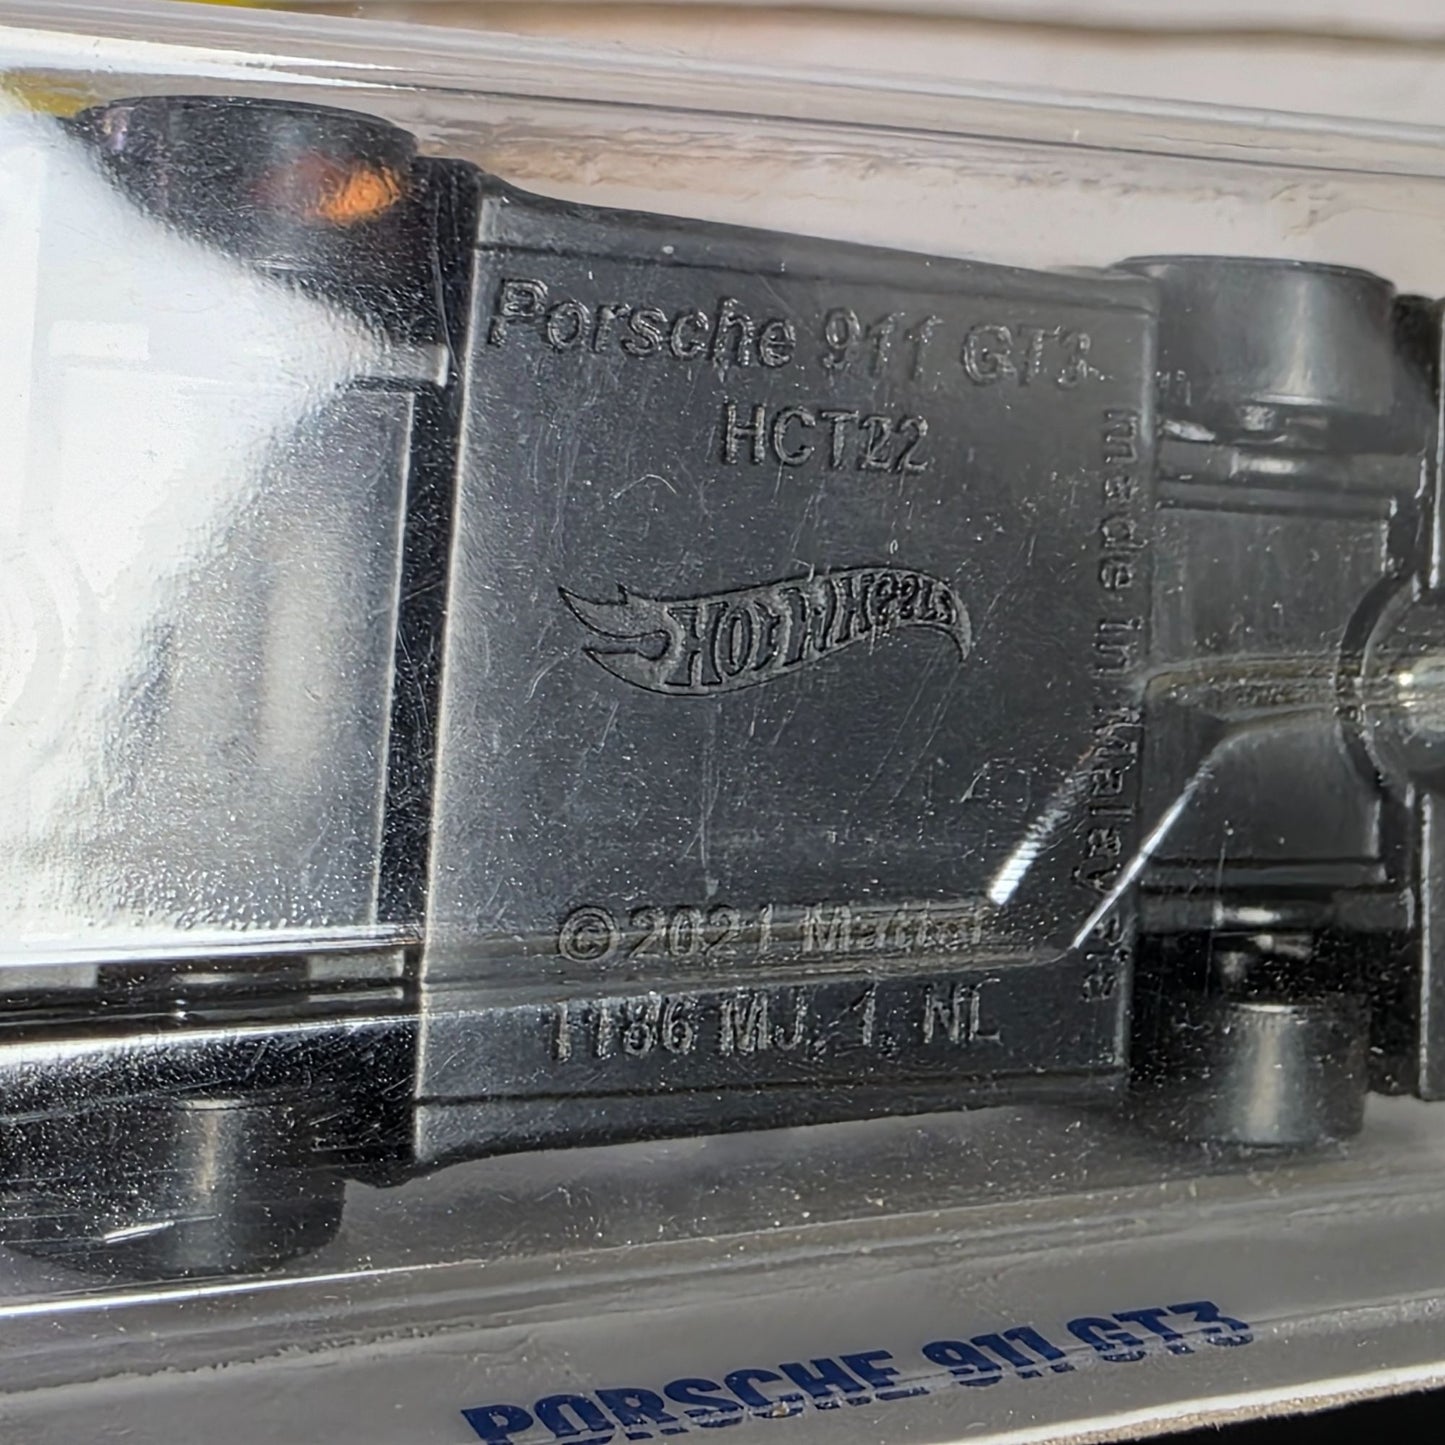 Porsche 911 GT3
HCT22
made in Malaysia
HOT WHeeLs
©2021 Mattel
1186 MJ, 1, NL
PORSCHE 911 GT3